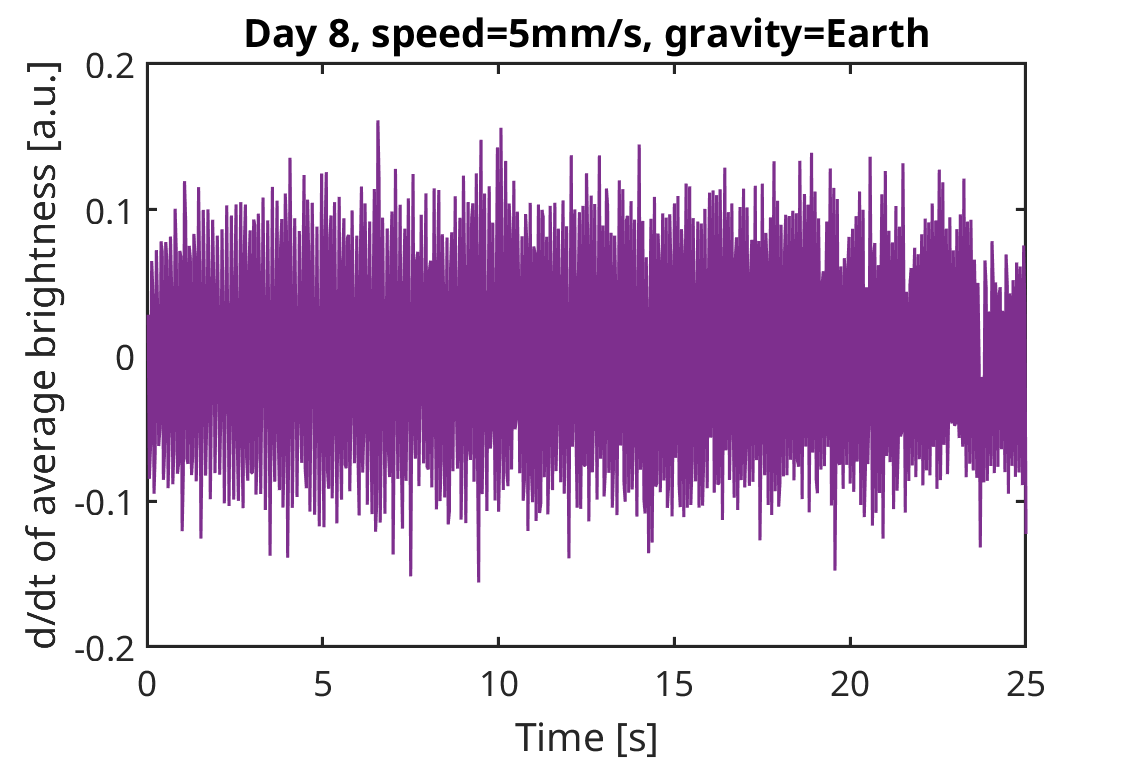 Day 8, speed=5mm/s, gravity=Earth
d/dt of average brightness [a.u.]
0.2
0.1
0
-0.1
-0.2
0 5 10 15 20 25
Time [s]